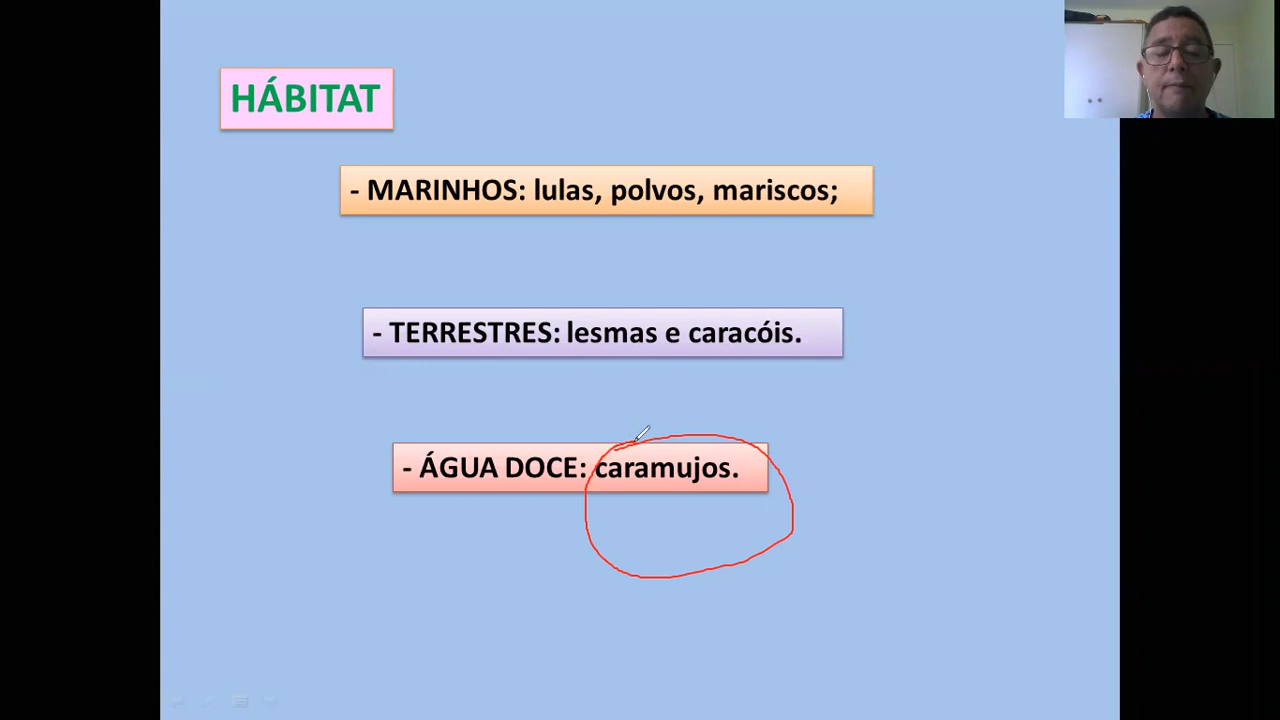 HÁBITAT
- MARINHOS: lulas, polvos, mariscos;
- TERRESTRES: lesmas e caracóis.
- ÁGUA DOCE: caramujos.